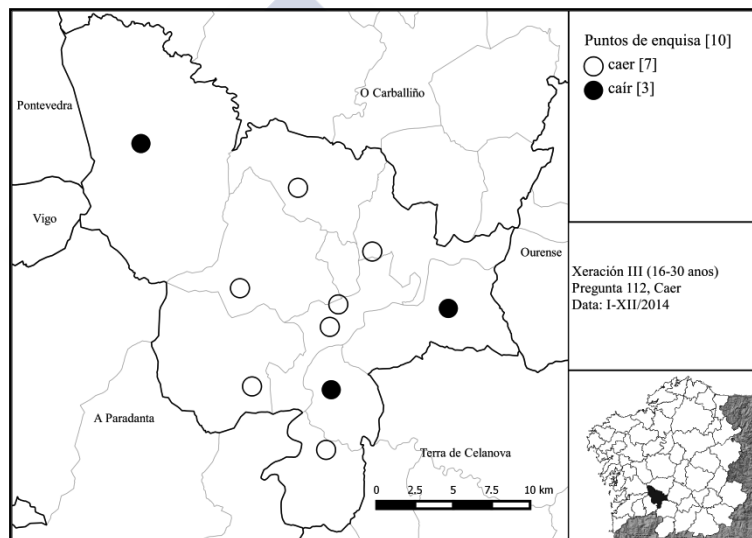 Puntos de enquisa [10]
caer [7]
caír [3]
O Carballiño
Pontevedra
Vigo
Ourense
Xeración III (16-30 anos)
Pregunta 112, Caer
Data: I-XII/2014
A Paradanta
Terra de Celanova
0 2,5 5 7.5 10 km